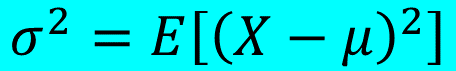 σ² = E[(X − μ)²]